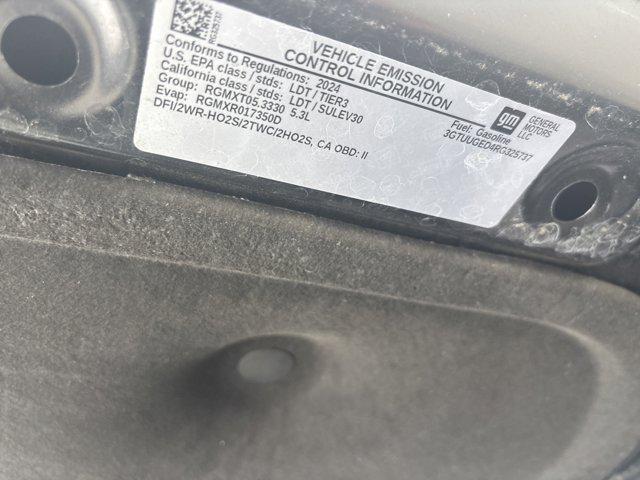 RG325737
VEHICLE EMISSION
CONTROL INFORMATION
Conforms to Regulations: 2024
U.S. EPA class / stds: LDT / TIER3
California class / stds: LDT / SULEV30
Group: RGMXT05.3330 5.3L
Evap: RGMXR017350D
DFI/2WR-HO2S/2TWC/2HO2S, CA OBD: II
gm
GENERAL
MOTORS
LLC
Fuel: Gasoline
3GTUUGED4RG325737